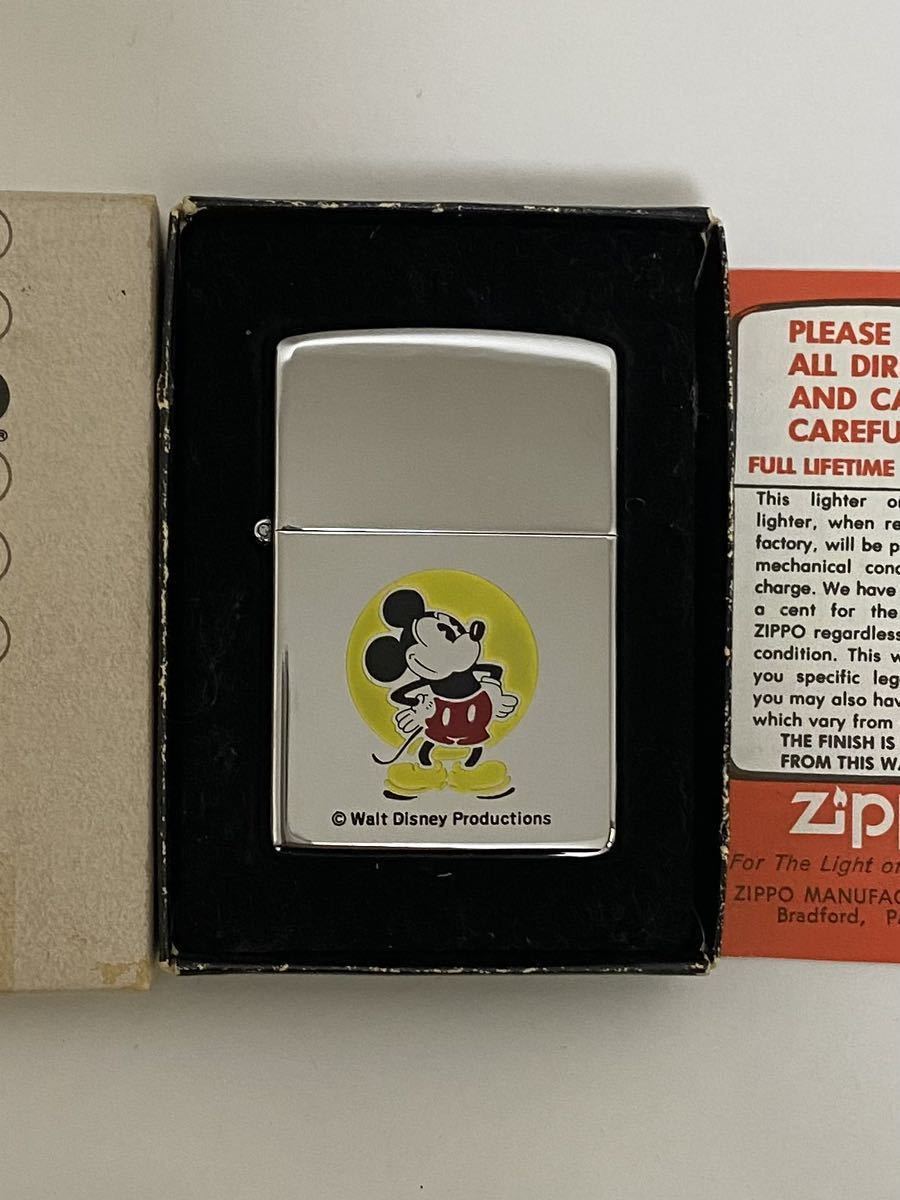 ®
© Walt Disney Productions
PLEASE
ALL DIR
AND CA
CAREFU
FULL LIFETIME
This lighter
lighter, when re
factory, will be p
mechanical cond
charge. We have
a cent for the
ZIPPO regardless
condition. This w
you specific leg
you may also hav
which vary from
THE FINISH IS
FROM THIS WA
Zipp
For The Light of
ZIPPO MANUFAC
Bradford, PA